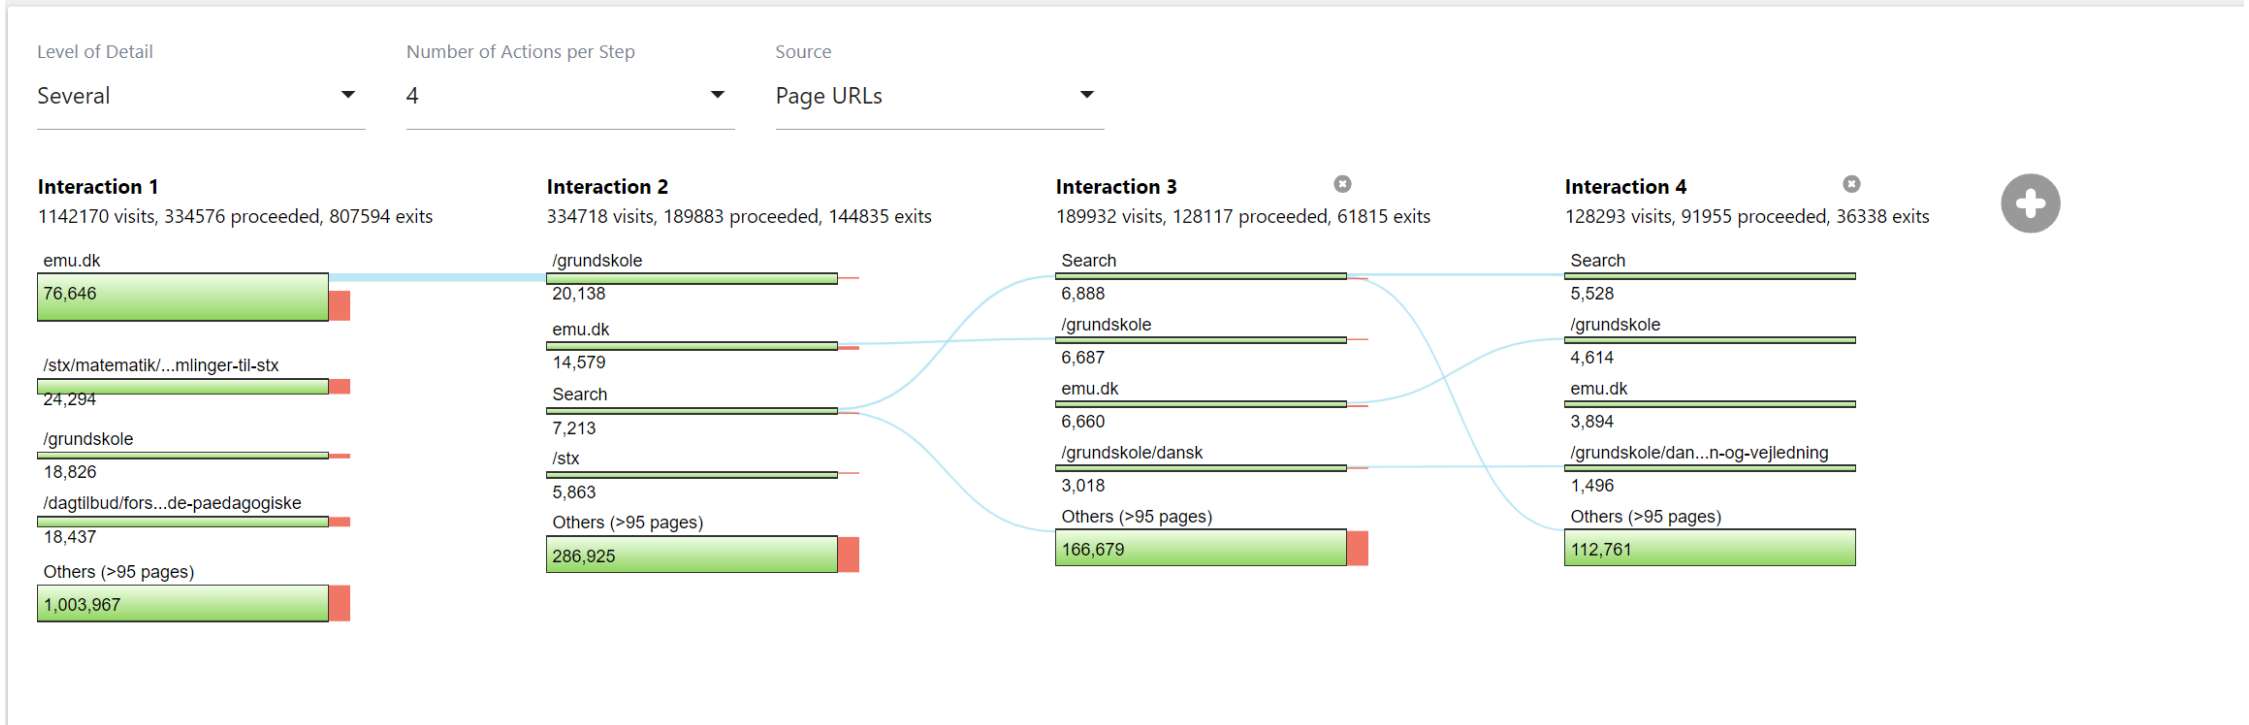 Level of Detail
Number of Actions per Step
Source
Several
4
Page URLs
Interaction 1
1142170 visits, 334576 proceeded, 807594 exits
emu.dk
76,646
/stx/matematik/...mlinger-til-stx
24,294
/grundskole
18,826
/dagtilbud/fors...de-paedagogiske
18,437
Others (>95 pages)
1,003,967
Interaction 2
334718 visits, 189883 proceeded, 144835 exits
/grundskole
20,138
emu.dk
14,579
Search
7,213
/stx
5,863
Others (>95 pages)
286,925
Interaction 3
189932 visits, 128117 proceeded, 61815 exits
Search
6,888
/grundskole
6,687
emu.dk
6,660
/grundskole/dansk
3,018
Others (>95 pages)
166,679
Interaction 4
128293 visits, 91955 proceeded, 36338 exits
Search
5,528
/grundskole
4,614
emu.dk
3,894
/grundskole/dan...n-og-vejledning
1,496
Others (>95 pages)
112,761